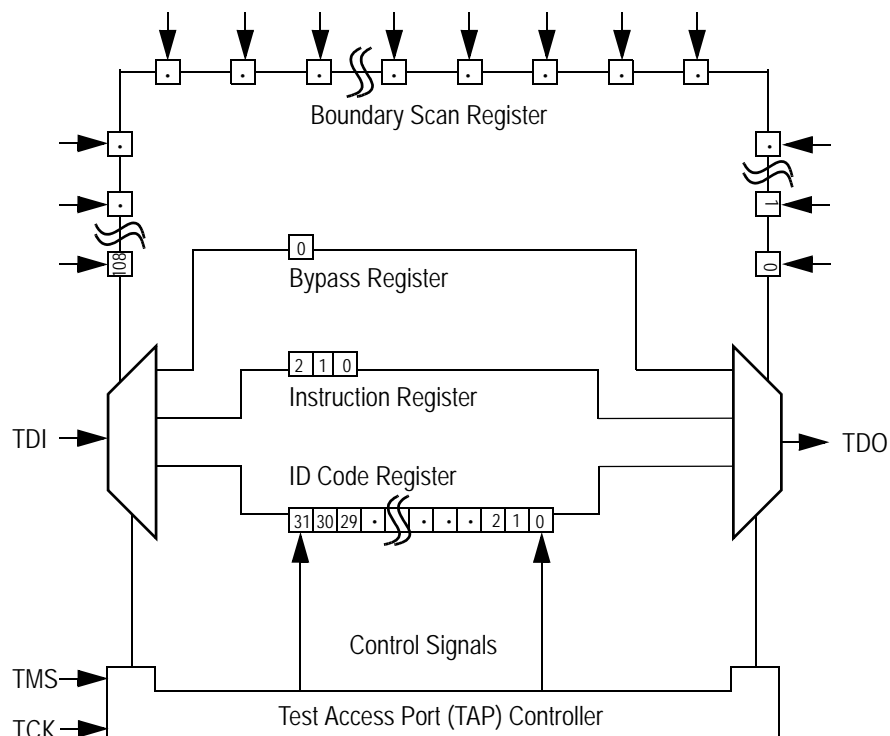 Boundary Scan Register
1
108
0
0
Bypass Register
2 1 0
Instruction Register
TDI
TDO
ID Code Register
31 30 29 · · · · 2 1 0
Control Signals
TMS
Test Access Port (TAP) Controller
TCK